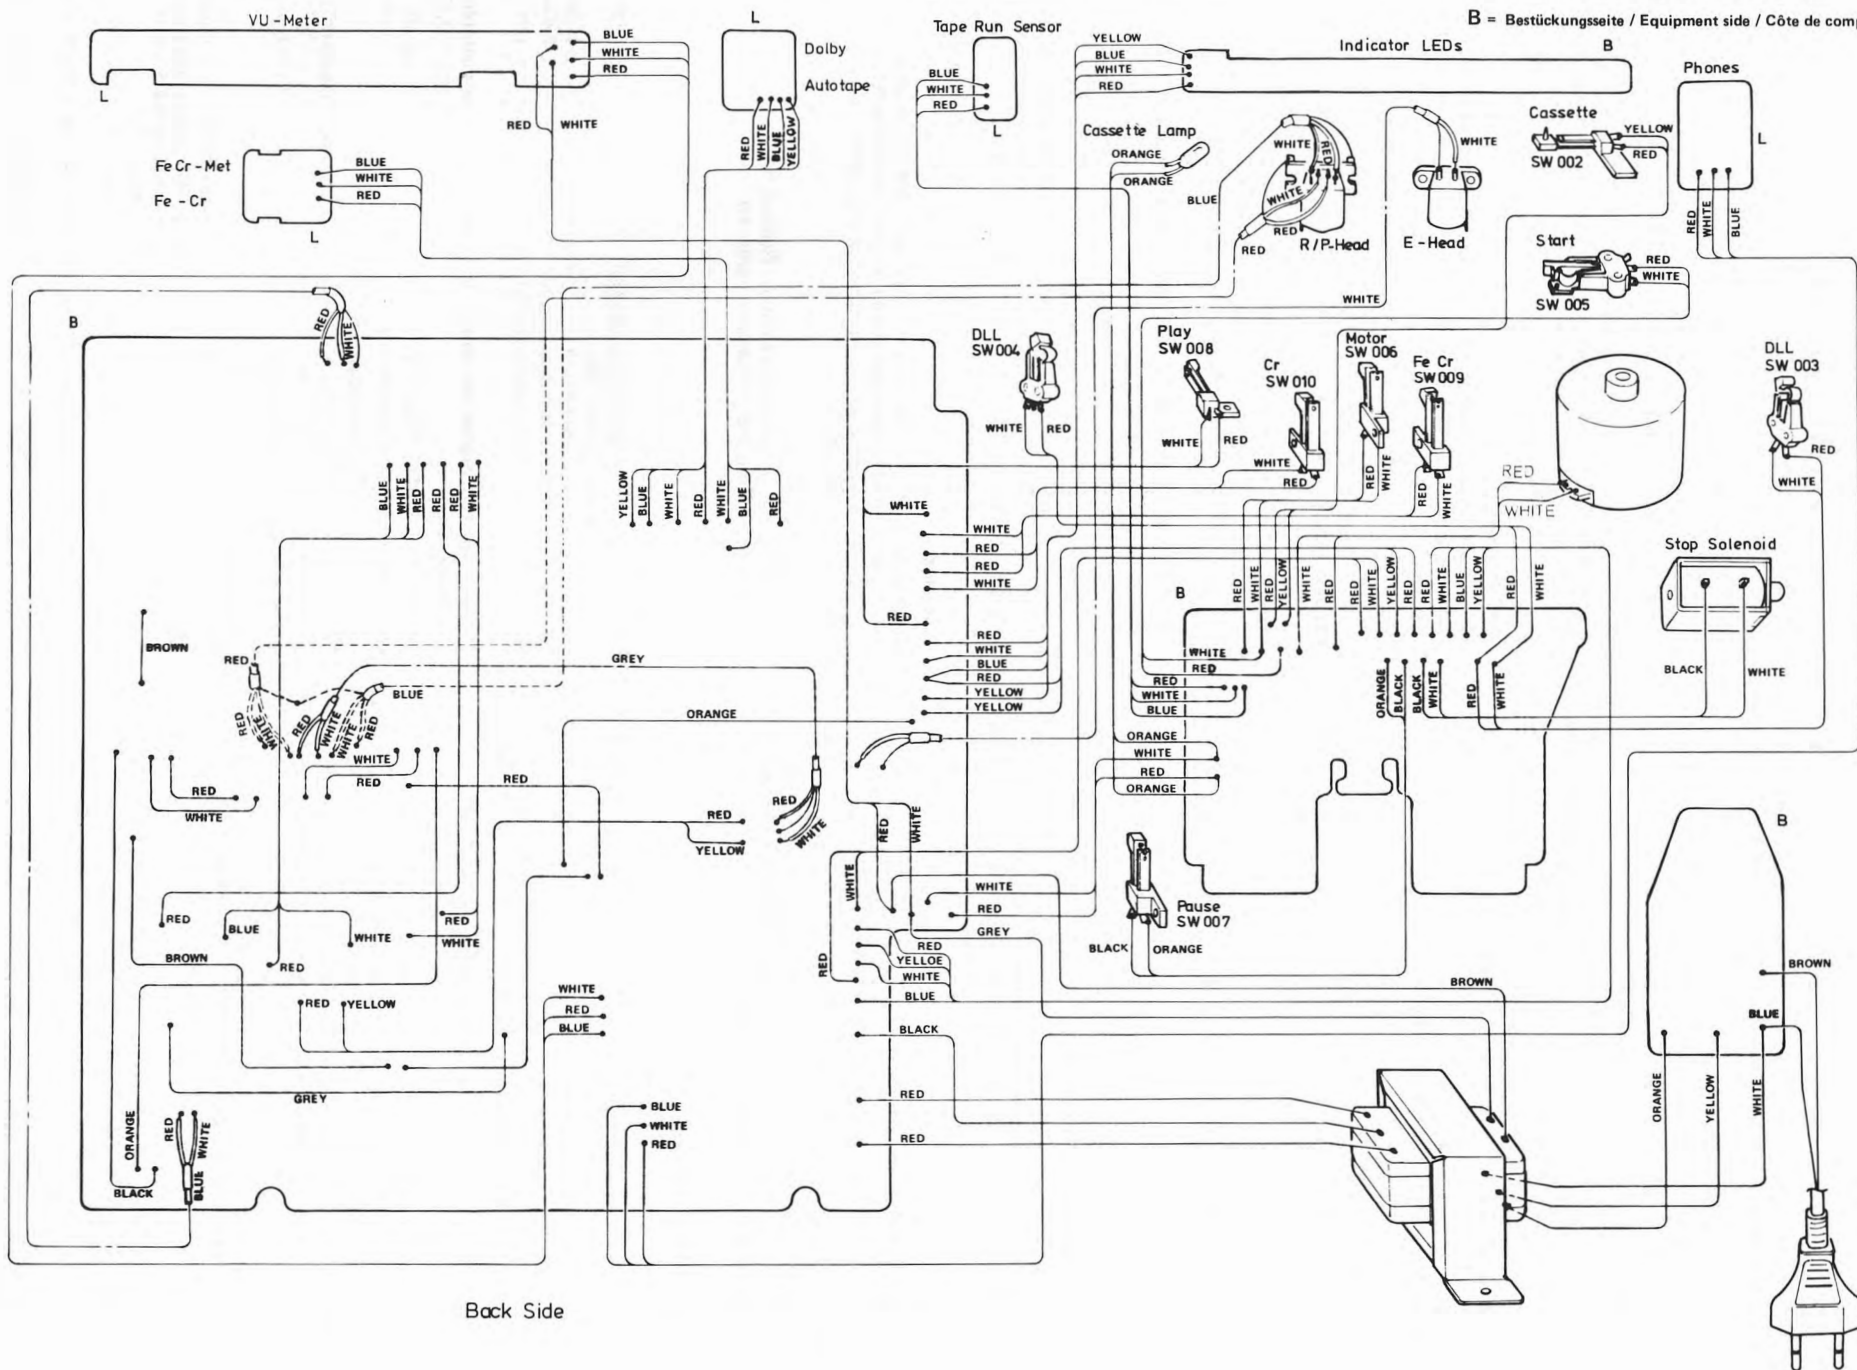 VU-Meter
L
B = Bestückungsseite / Equipment side / Côte de comp
BLUE
WHITE
RED
L
RED
WHITE
Dolby
Autotape
RED
WHITE
BLUE
YELLOW
Tape Run Sensor
BLUE
WHITE
RED
L
YELLOW
BLUE
WHITE
RED
Indicator LEDs
B
Phones
L
RED
WHITE
BLUE
FeCr-Met
Fe-Cr
BLUE
WHITE
RED
L
Cassette Lamp
ORANGE
ORANGE
WHITE
RED
WHITE
RED
BLUE
RED
R/P-Head
WHITE
E-Head
WHITE
Cassette
SW 002
YELLOW
RED
Start
SW 005
RED
WHITE
B
RED
WHITE
DLL
SW004
WHITE
RED
Play
SW 008
WHITE
RED
Cr
SW 010
WHITE
RED
Motor
SW 006
RED
WHITE
Fe Cr
SW009
RED
WHITE
RED
WHITE
DLL
SW 003
RED
WHITE
Stop Solenoid
BLACK
WHITE
BLUE
WHITE
RED
RED
RED
WHITE
YELLOW
BLUE
WHITE
RED
WHITE
BLUE
RED
WHITE
WHITE
RED
RED
WHITE
RED
RED
WHITE
BLUE
RED
YELLOW
YELLOW
B
RED
WHITE
RED
YELLOW
WHITE
RED
RED
WHITE
YELLOW
RED
RED
WHITE
BLUE
YELLOW
RED
WHITE
WHITE
RED
RED
WHITE
BLUE
ORANGE
BLACK
BLACK
WHITE
RED
WHITE
ORANGE
WHITE
RED
ORANGE
BROWN
RED
GREY
BLUE
RED
WHITE
RED
WHITE
WHITE
RED
ORANGE
WHITE
RED
RED
WHITE
RED
RED
YELLOW
RED
WHITE
RED
WHITE
WHITE
WHITE
RED
GREY
RED
YELLOE
WHITE
BLUE
RED
BLACK
RED
RED
Pause
SW007
BLACK
ORANGE
BROWN
B
BROWN
BLUE
ORANGE
YELLOW
WHITE
RED
BLUE
WHITE
RED
WHITE
BROWN
RED
RED
YELLOW
WHITE
RED
BLUE
GREY
ORANGE
RED
WHITE
BLACK
BLUE
BLUE
WHITE
RED
Back Side